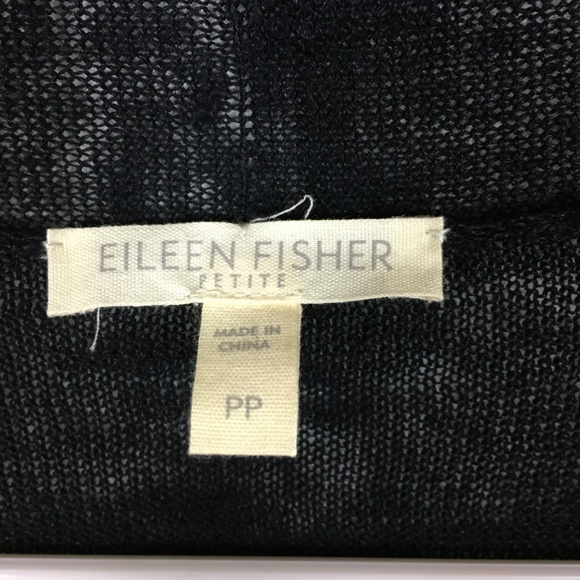 EILEEN FISHER
PETITE
MADE IN
CHINA
PP